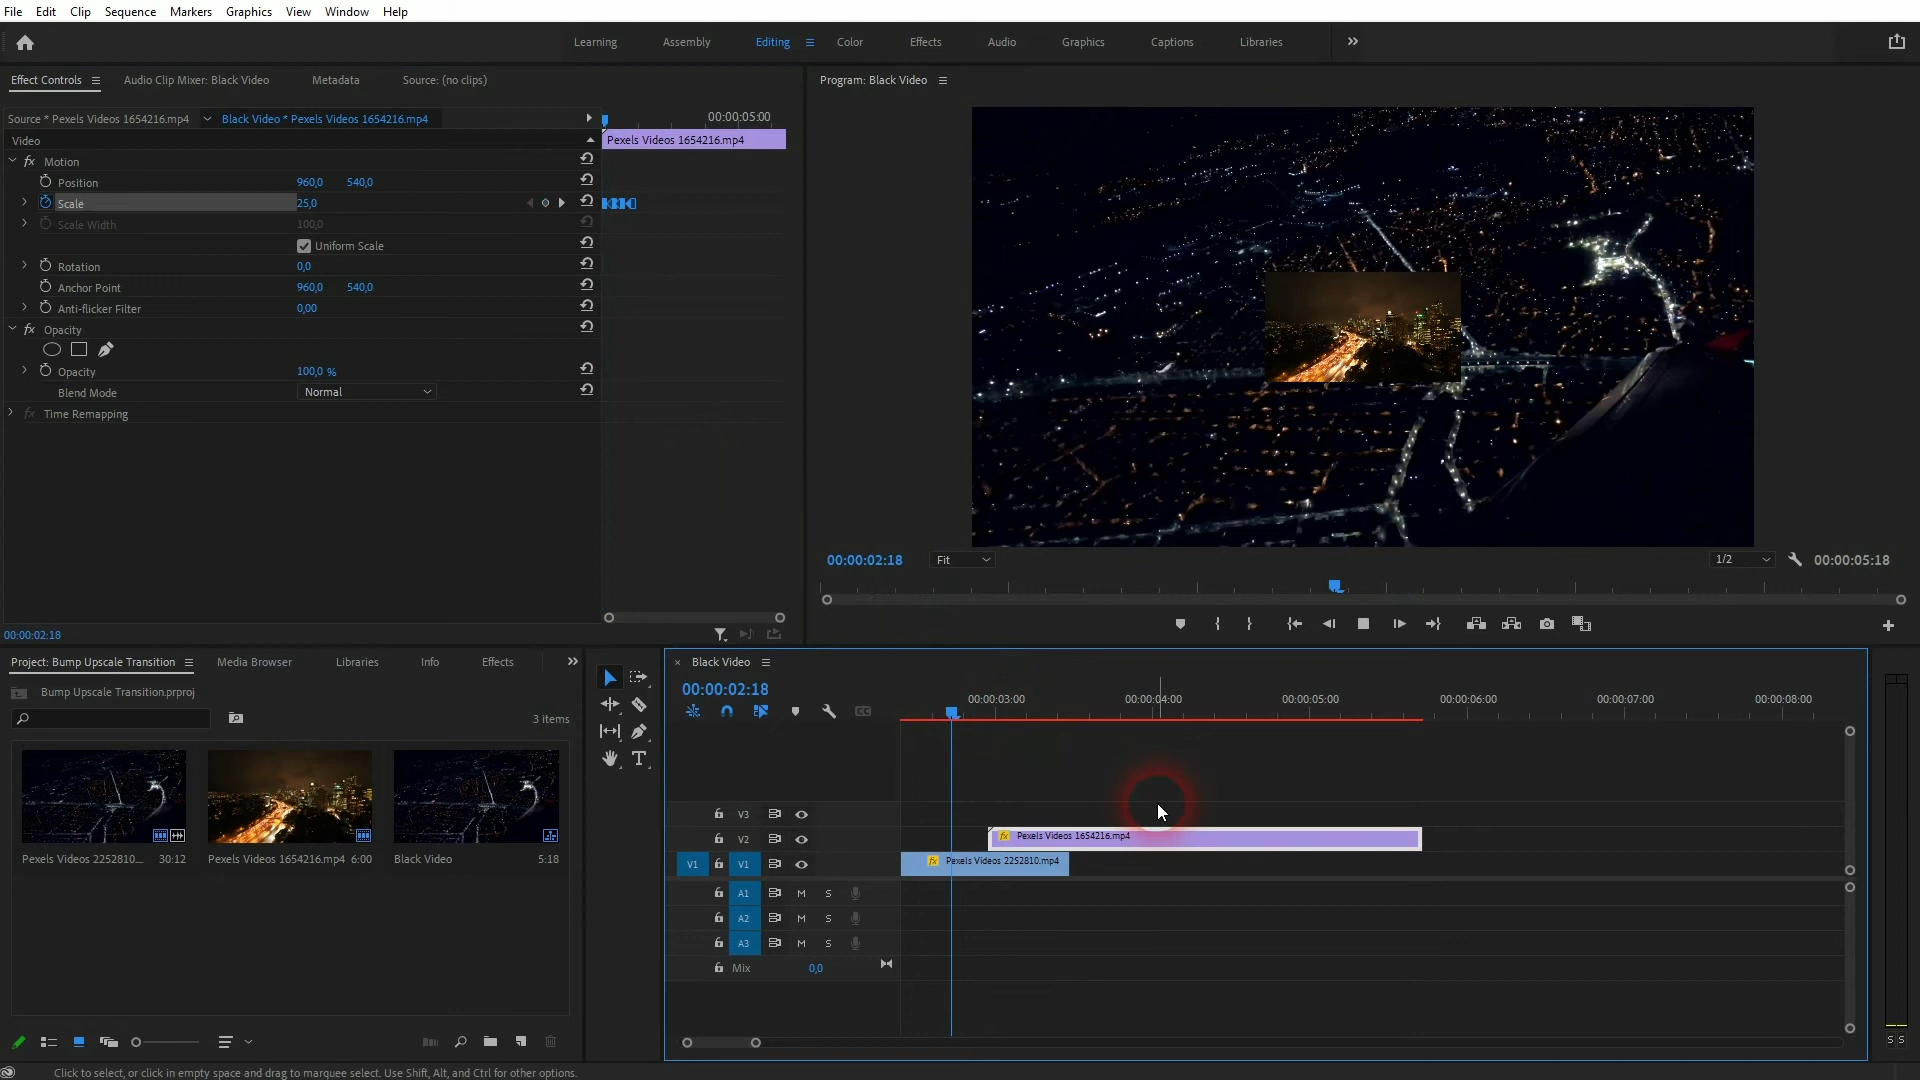 File Edit Clip Sequence Markers Graphics View Window Help
Learning Assembly Editing Color Effects Audio Graphics Captions Libraries
Effect Controls Audio Clip Mixer: Black Video Metadata Source: (no clips)
Program: Black Video
Source * Pexels Videos 1654216.mp4 Black Video * Pexels Videos 1654216.mp4 00:00:05:00
Video Pexels Videos 1654216.mp4
fx Motion
Position 960,0 540,0
Scale 25,0
Scale Width 100,0
Uniform Scale
Rotation 0,0
Anchor Point 960,0 540,0
Anti-flicker Filter 0,00
fx Opacity
Opacity 100,0 %
Blend Mode Normal
fx Time Remapping
00:00:02:18 Fit 1/2 00:00:05:18
00:00:02:18
Project: Bump Upscale Transition Media Browser Libraries Info Effects
Bump Upscale Transition.prproj
3 items
Pexels Videos 2252810... 30:12 Pexels Videos 1654216.mp4 6:00 Black Video 5:18
× Black Video
00:00:02:18
00:00:03:00 00:00:04:00 00:00:05:00 00:00:06:00 00:00:07:00 00:00:08:00
CC
V3
V2 fx Pexels Videos 1654216.mp4
V1 V1 fx Pexels Videos 2252810.mp4
A1 M S
A2 M S
A3 M S
Mix 0,0
S S
Click to select, or click in empty space and drag to marquee select. Use Shift, Alt, and Ctrl for other options.